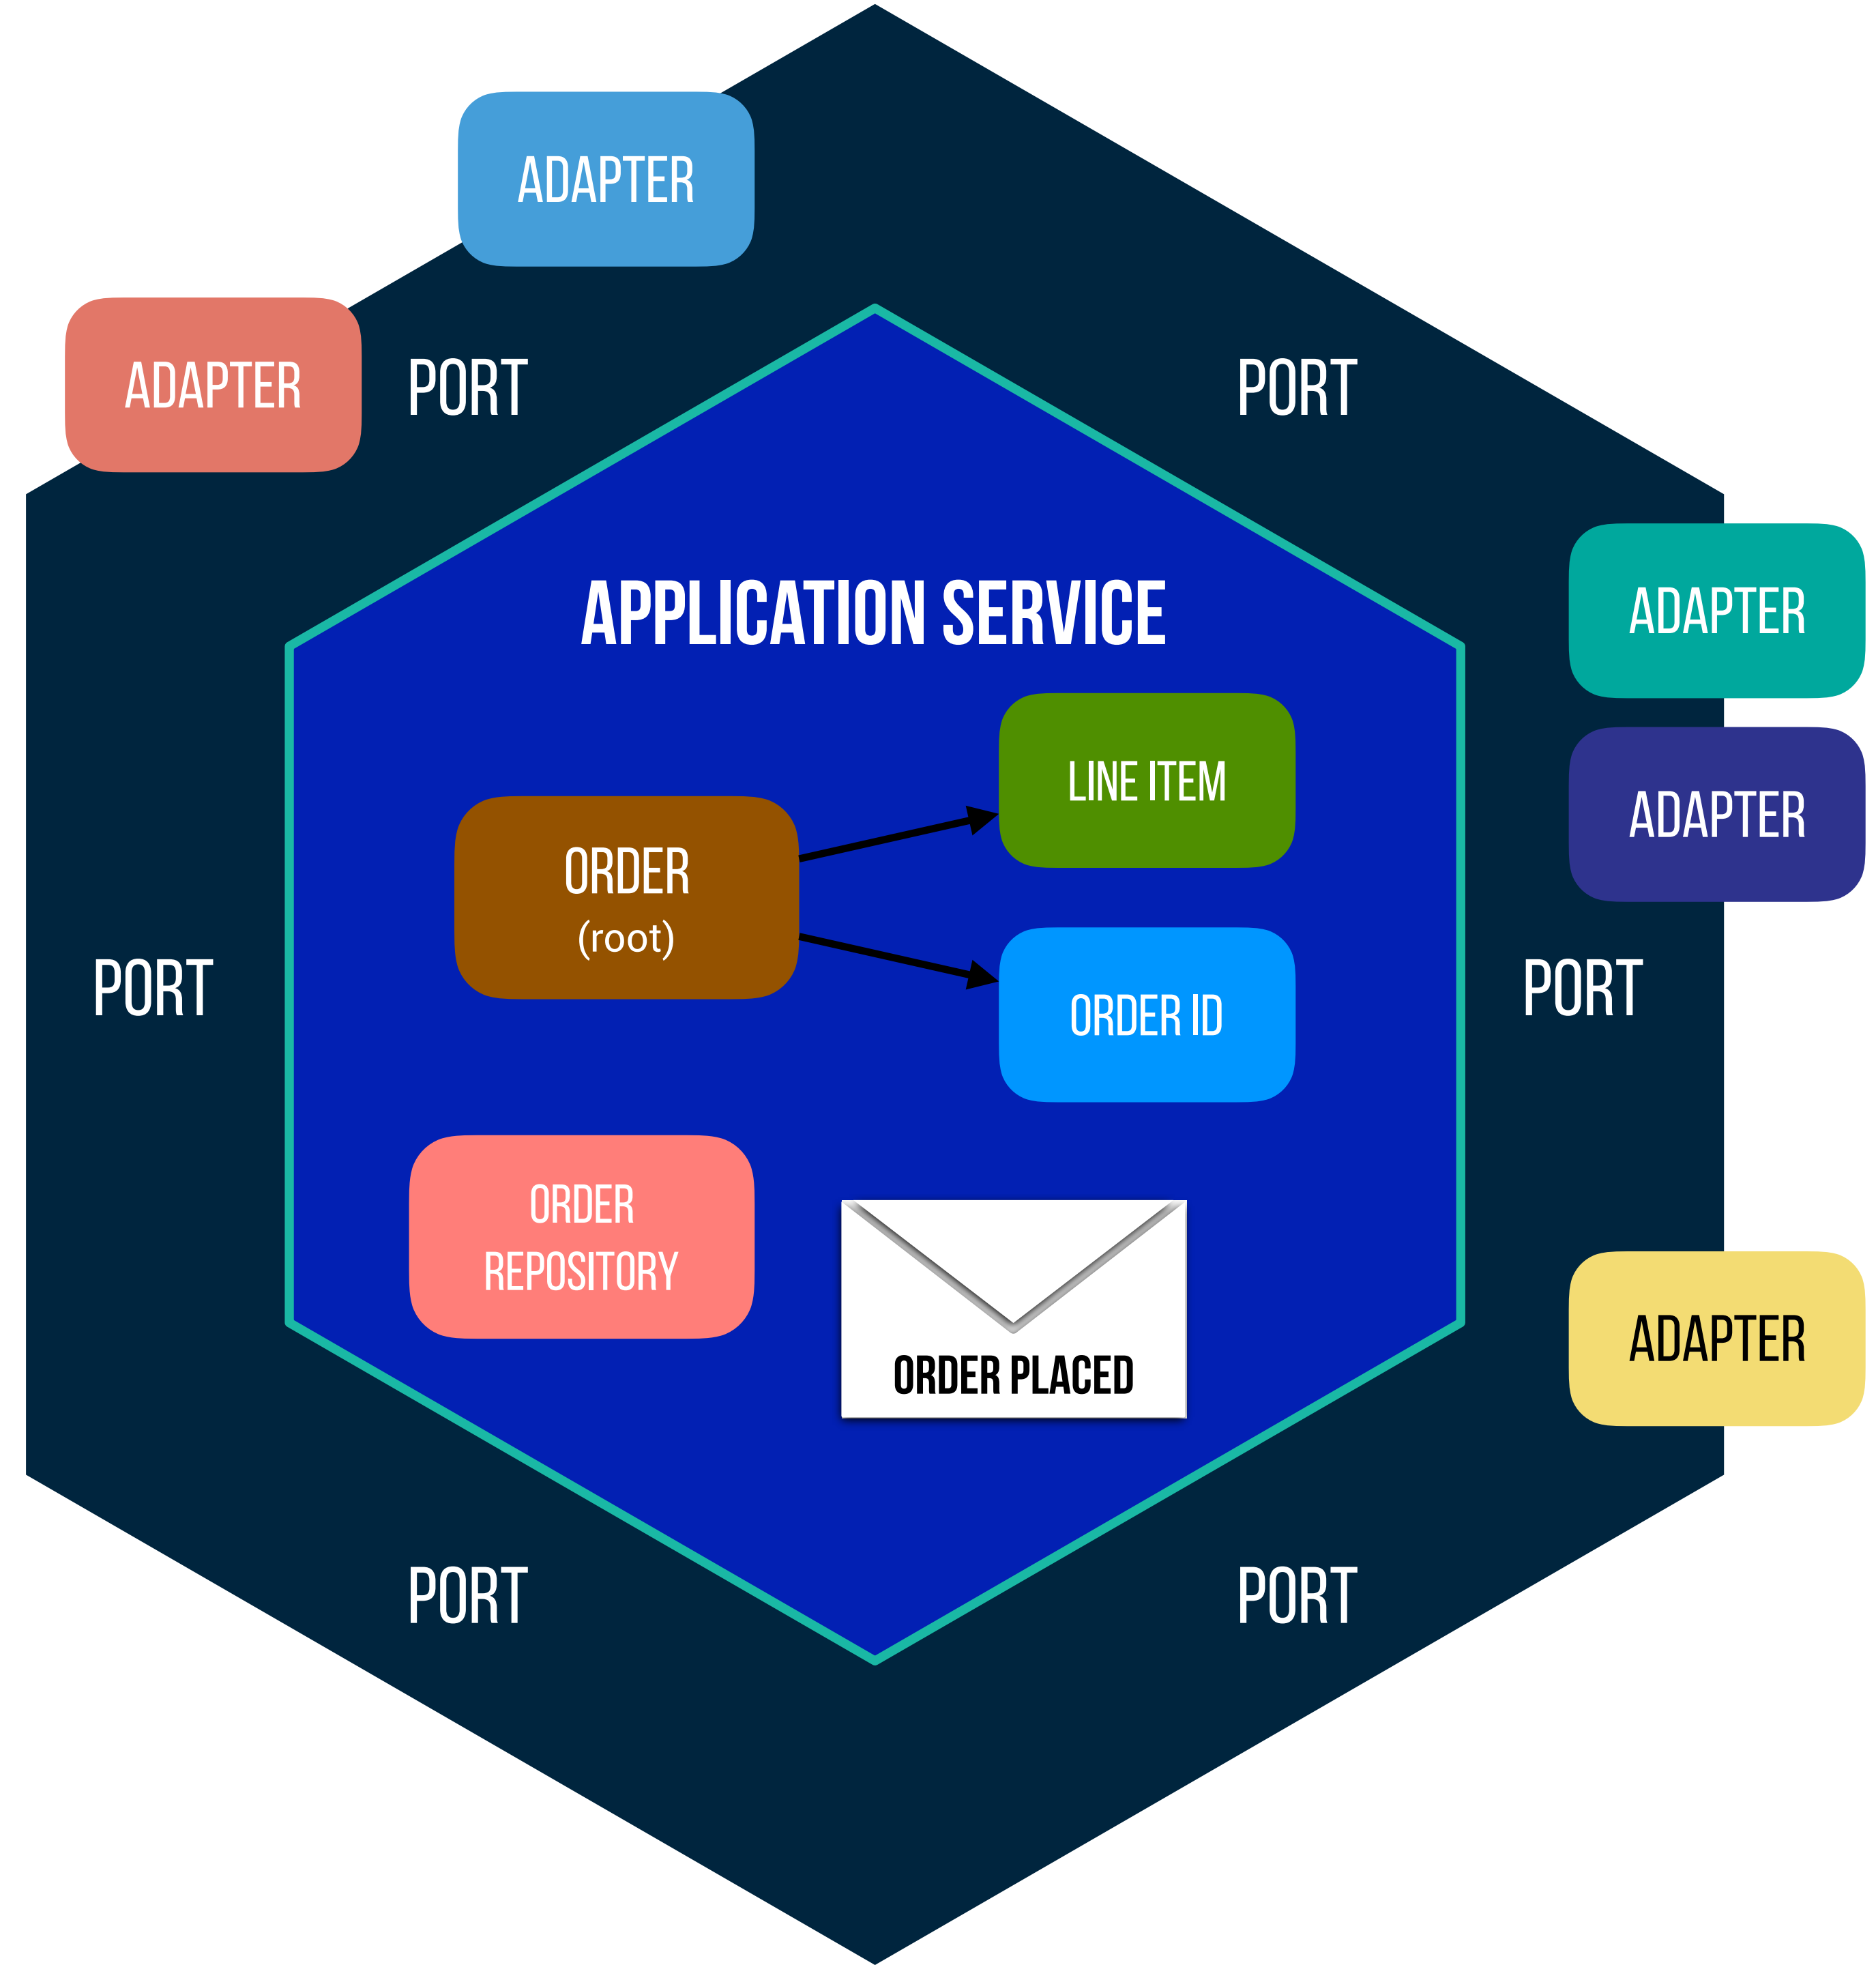 ADAPTER
ADAPTER
PORT
PORT
APPLICATION SERVICE
ADAPTER
LINE ITEM
ADAPTER
ORDER
(root)
PORT
PORT
ORDER ID
ORDER
REPOSITORY
ORDER PLACED
ADAPTER
PORT
PORT